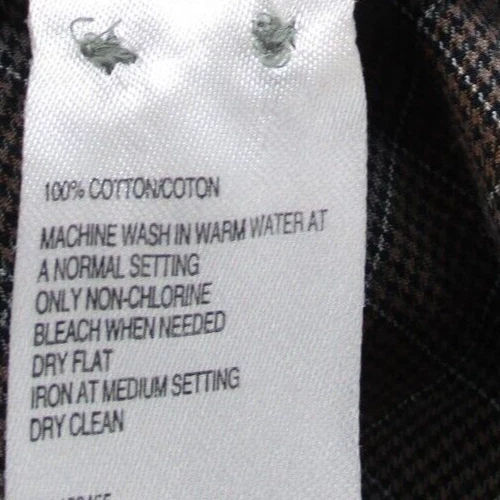 100% COTTON/COTON
MACHINE WASH IN WARM WATER AT
A NORMAL SETTING
ONLY NON-CHLORINE
BLEACH WHEN NEEDED
DRY FLAT
IRON AT MEDIUM SETTING
DRY CLEAN